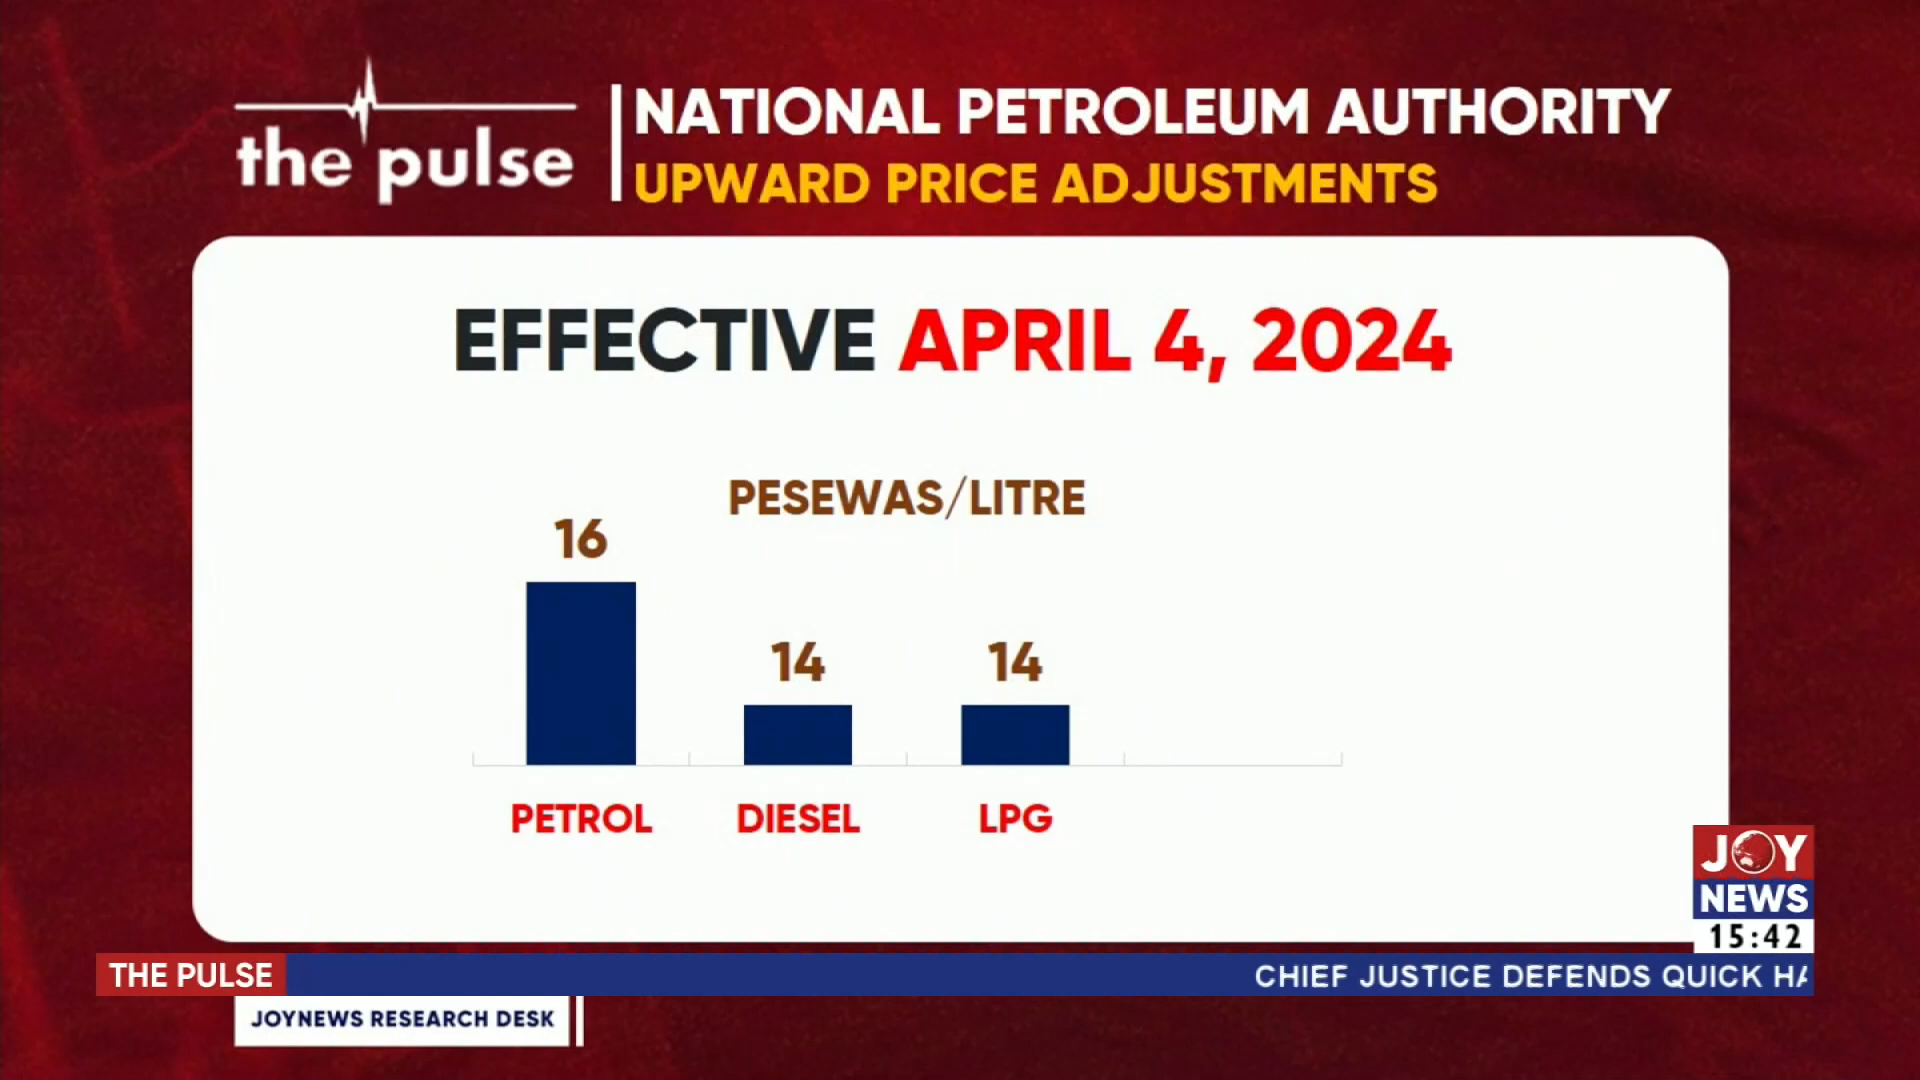 the pulse
NATIONAL PETROLEUM AUTHORITY
UPWARD PRICE ADJUSTMENTS
EFFECTIVE APRIL 4, 2024
PESEWAS/LITRE
16
14
14
PETROL
DIESEL
LPG
JOY
NEWS
15:42
THE PULSE
CHIEF JUSTICE DEFENDS QUICK
JOYNEWS RESEARCH DESK